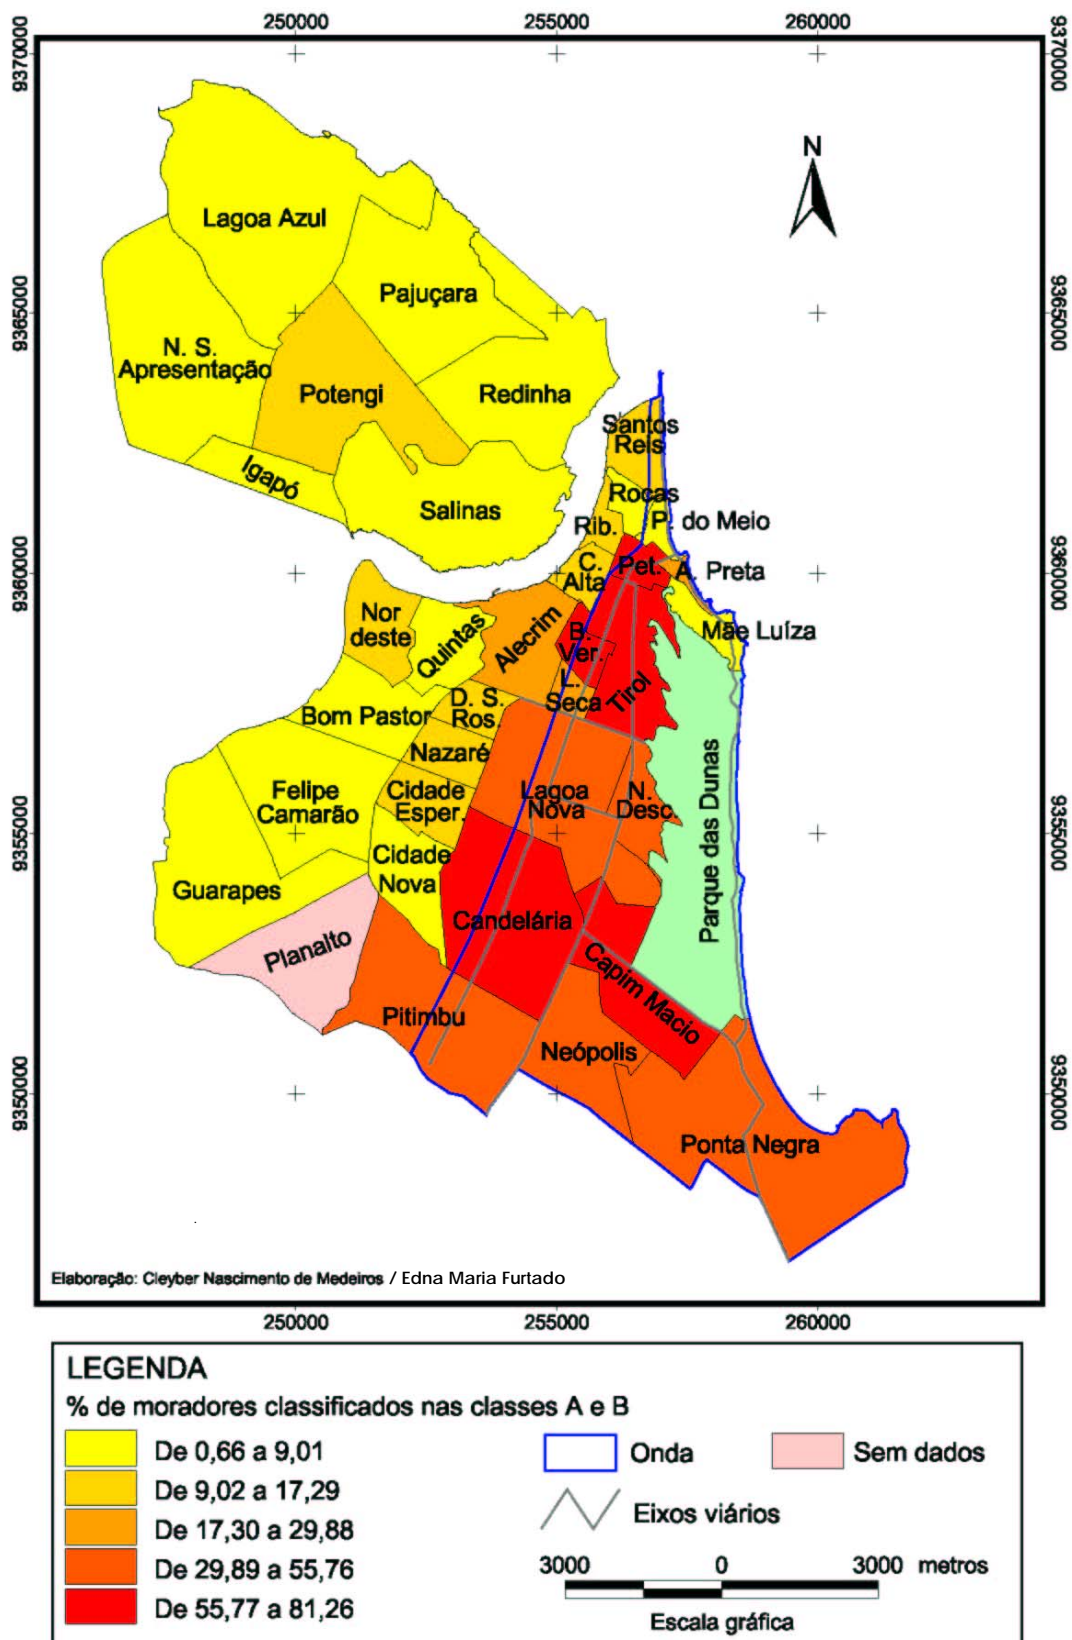 250000 255000 260000
9370000 9370000
N
Lagoa Azul
Pajuçara
9365000 9365000
N. S.
Apresentação
Potengi
Redinha
Santos
Reis
Igapó
Rocas
Salinas
P. do Meio
Rib.
9360000 9360000
C.
Alta
Pet.
A. Preta
Nor
deste
Quintas
Alecrim
B.
Ver.
Mãe Luíza
L.
Seca
Tirol
D. S.
Ros.
Bom Pastor
Nazaré
Felipe
Camarão
Cidade
Esper.
Lagoa
Nova
N.
Desc.
Parque das Dunas
9355000 9355000
Cidade
Nova
Guarapes
Candelária
Planalto
Capim Macio
Pitimbu
Neópolis
9350000 9350000
Ponta Negra
Elaboração: Cleyber Nascimento de Medeiros / Edna Maria Furtado
250000 255000 260000
LEGENDA
% de moradores classificados nas classes A e B
De 0,66 a 9,01
De 9,02 a 17,29
De 17,30 a 29,88
De 29,89 a 55,76
De 55,77 a 81,26
Onda
Sem dados
Eixos viários
3000 0 3000 metros
Escala gráfica